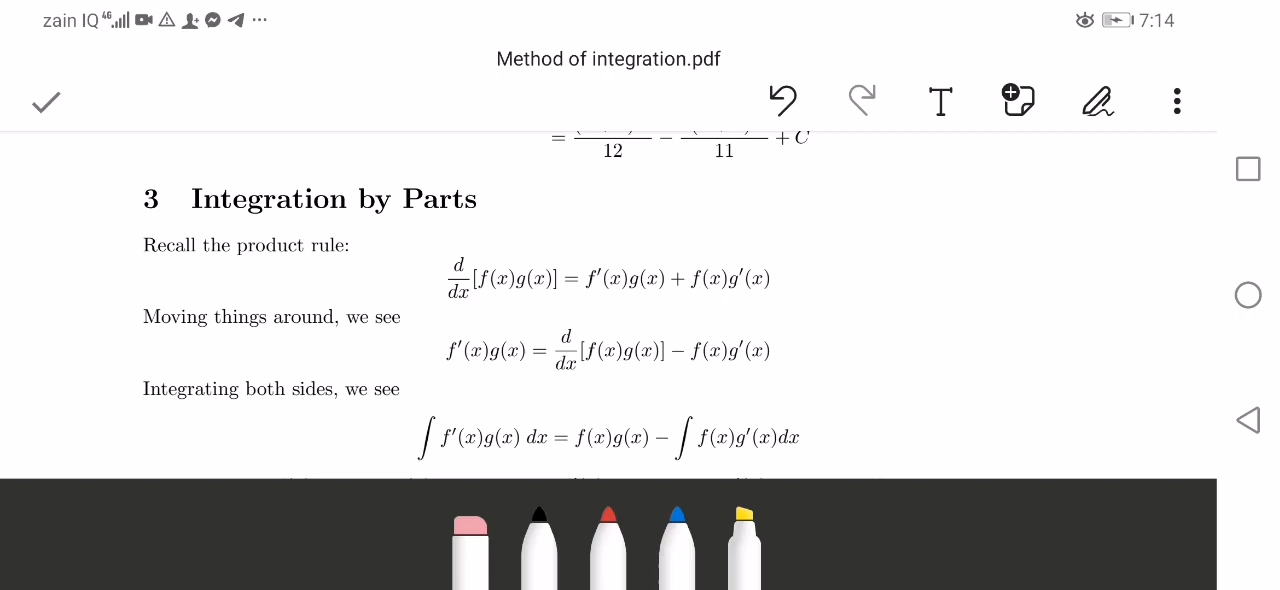 zain IQ 46 7:14
Method of integration.pdf
T
= 12 − 11 + C
3 Integration by Parts
Recall the product rule:
d/dx [f(x)g(x)] = f′(x)g(x) + f(x)g′(x)
Moving things around, we see
f′(x)g(x) = d/dx [f(x)g(x)] − f(x)g′(x)
Integrating both sides, we see
∫ f′(x)g(x) dx = f(x)g(x) − ∫ f(x)g′(x)dx